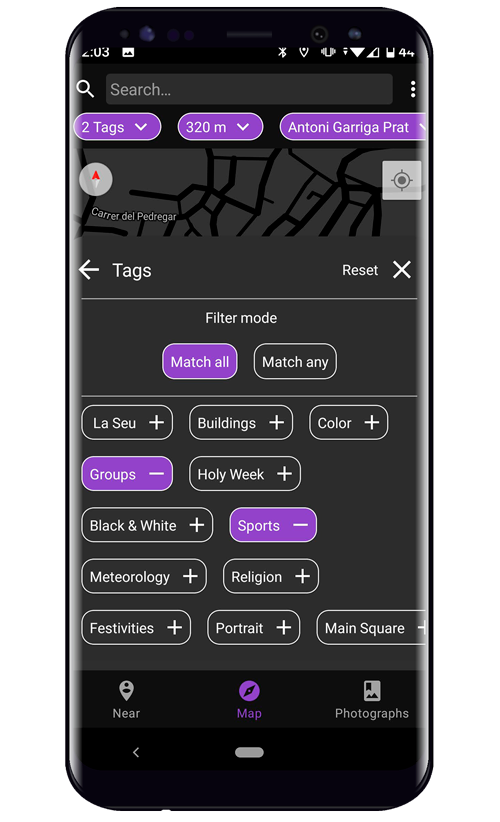 2:03 44
Search...
2 Tags 320 m Antoni Garriga Prat
Carrer del Pedregar
Tags Reset
Filter mode
Match all Match any
La Seu Buildings Color
Groups Holy Week
Black & White Sports
Meteorology Religion
Festivities Portrait Main Square
Near Map Photographs